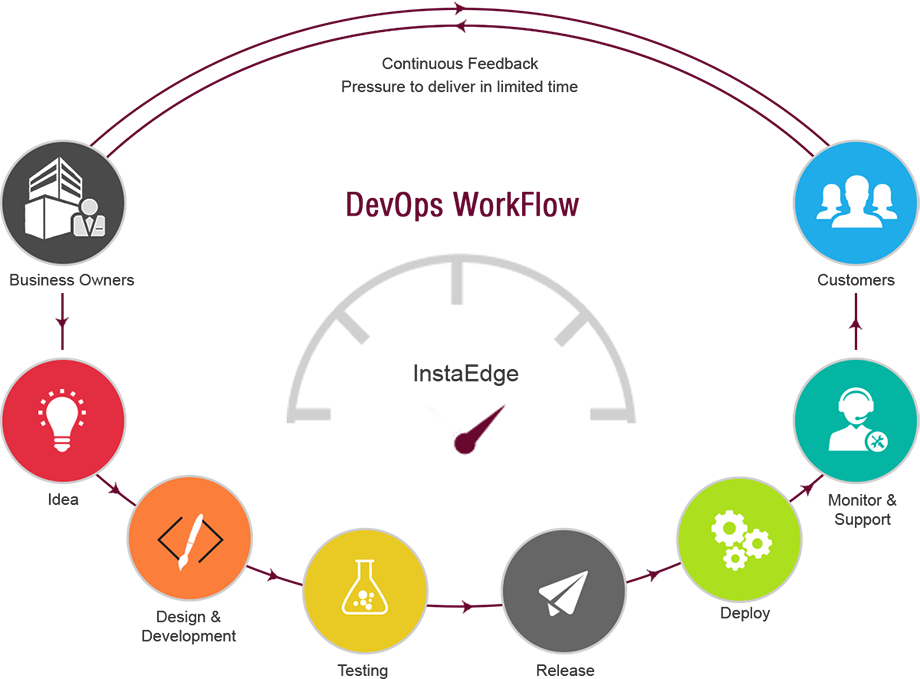 Continuous Feedback
Pressure to deliver in limited time
DevOps WorkFlow
Business Owners
Customers
InstaEdge
Idea
Monitor &
Support
Design &
Development
Deploy
Testing
Release